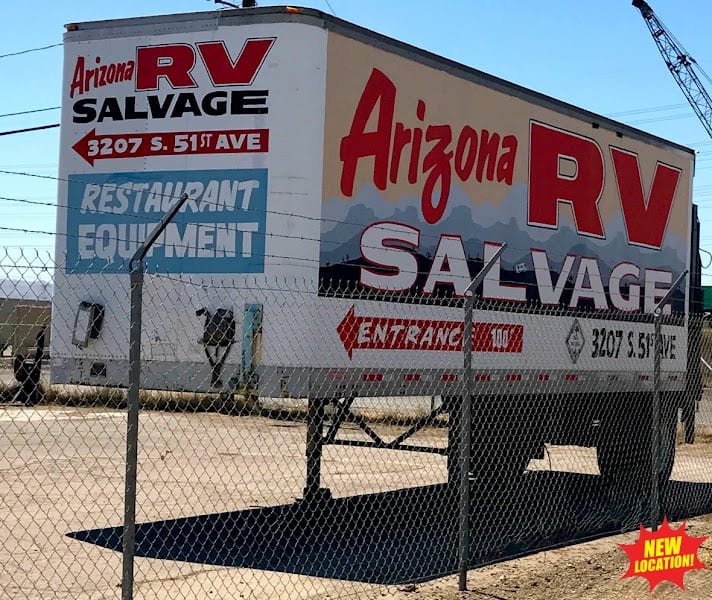 Arizona RV
SALVAGE
3207 S. 51ST AVE
RESTAURANT
EQUIPMENT
Arizona RV
SALVAGE
ENTRANCE 100'
3207 S. 51ST AVE
NEW
LOCATION!